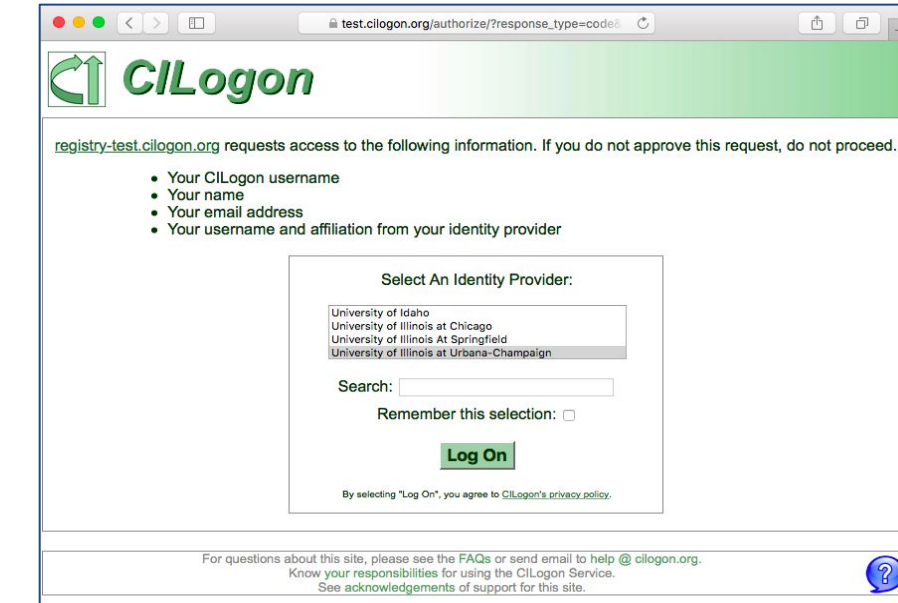 test.cilogon.org/authorize/?response_type=code&
CILogon
registry-test.cilogon.org requests access to the following information. If you do not approve this request, do not proceed.
• Your CILogon username
• Your name
• Your email address
• Your username and affiliation from your identity provider
Select An Identity Provider:
University of Idaho
University of Illinois at Chicago
University of Illinois At Springfield
University of Illinois at Urbana-Champaign
Search:
Remember this selection:
Log On
By selecting "Log On", you agree to CILogon's privacy policy.
For questions about this site, please see the FAQs or send email to help @ cilogon.org.
Know your responsibilities for using the CILogon Service.
See acknowledgements of support for this site.
?